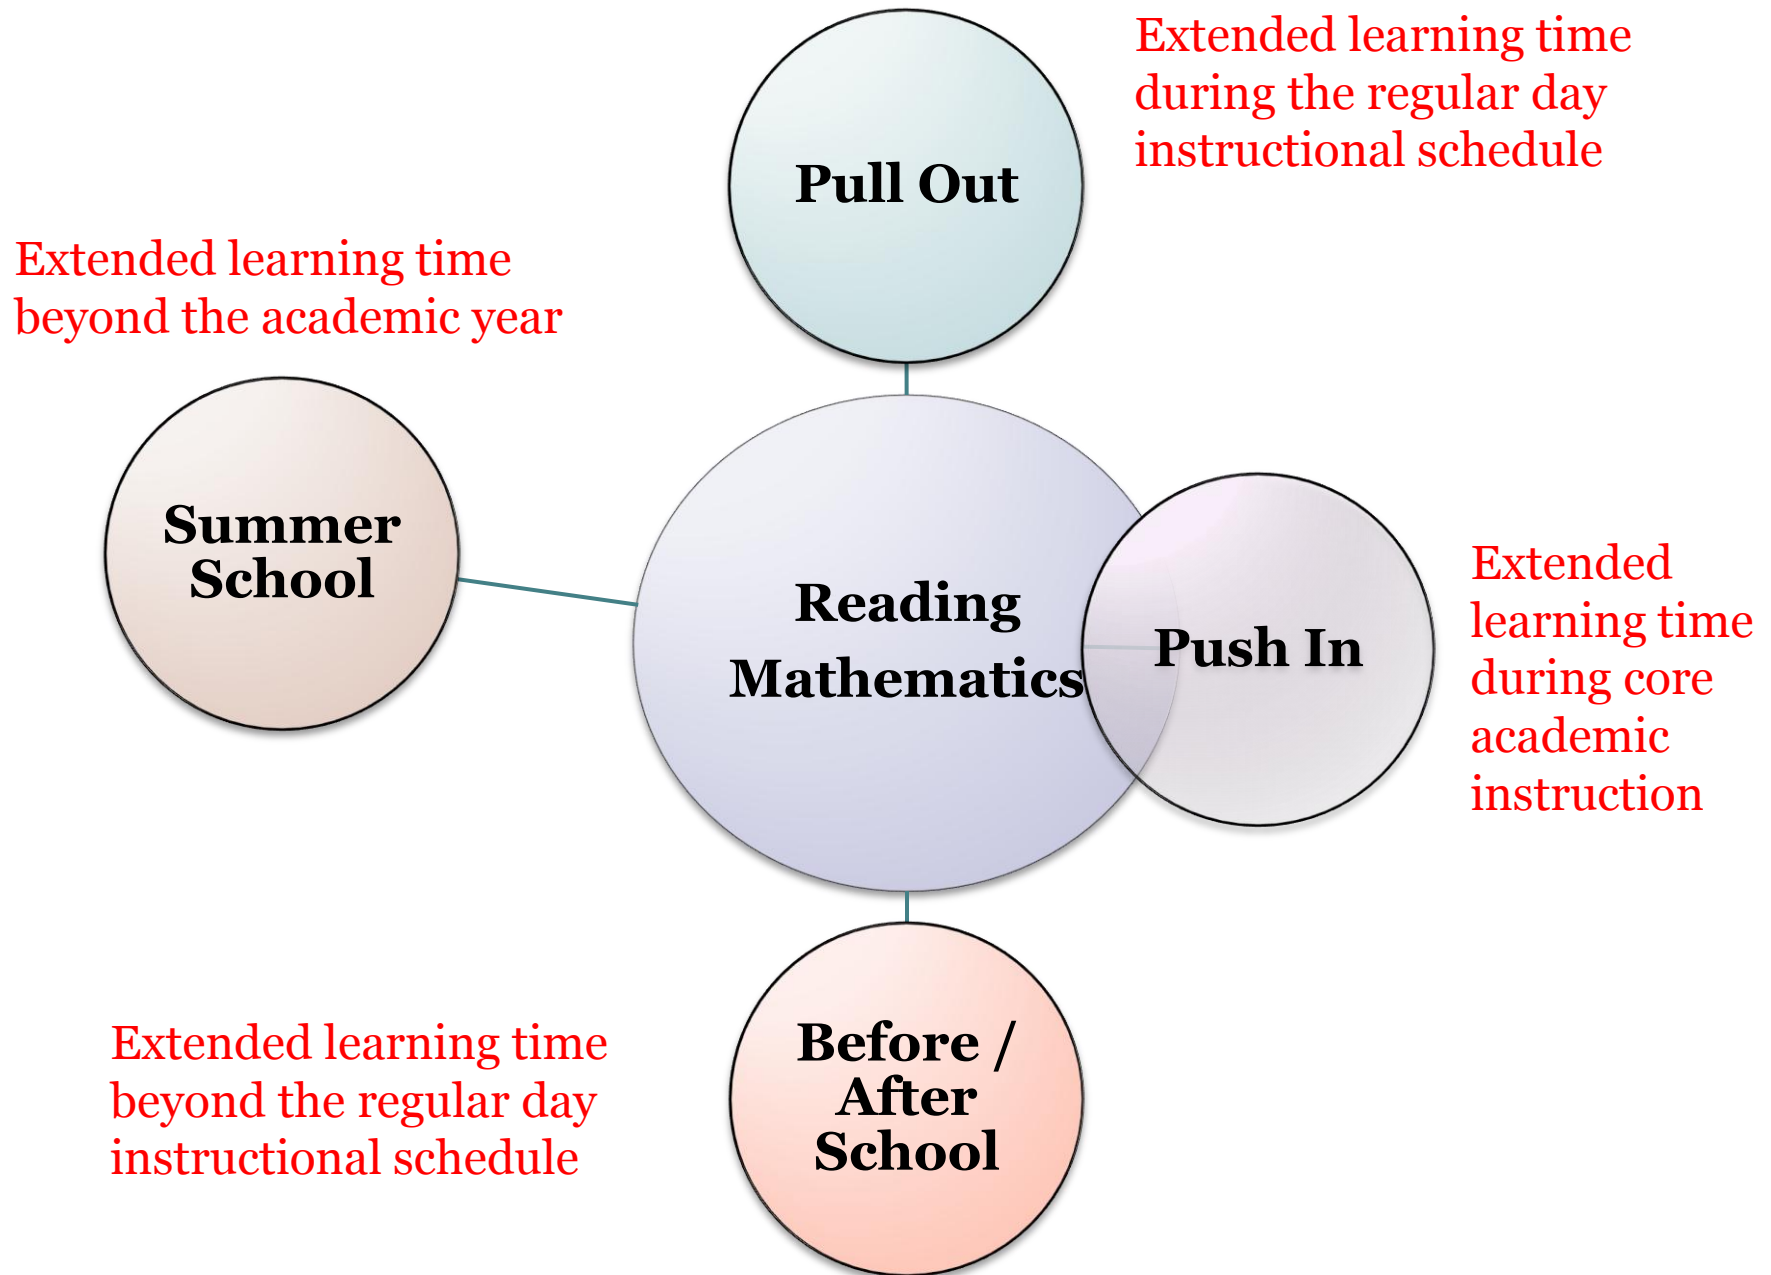 Extended learning time
during the regular day
instructional schedule
Pull Out
Extended learning time
beyond the academic year
Summer
School
Reading
Mathematics
Push In
Extended
learning time
during core
academic
instruction
Before /
After
School
Extended learning time
beyond the regular day
instructional schedule